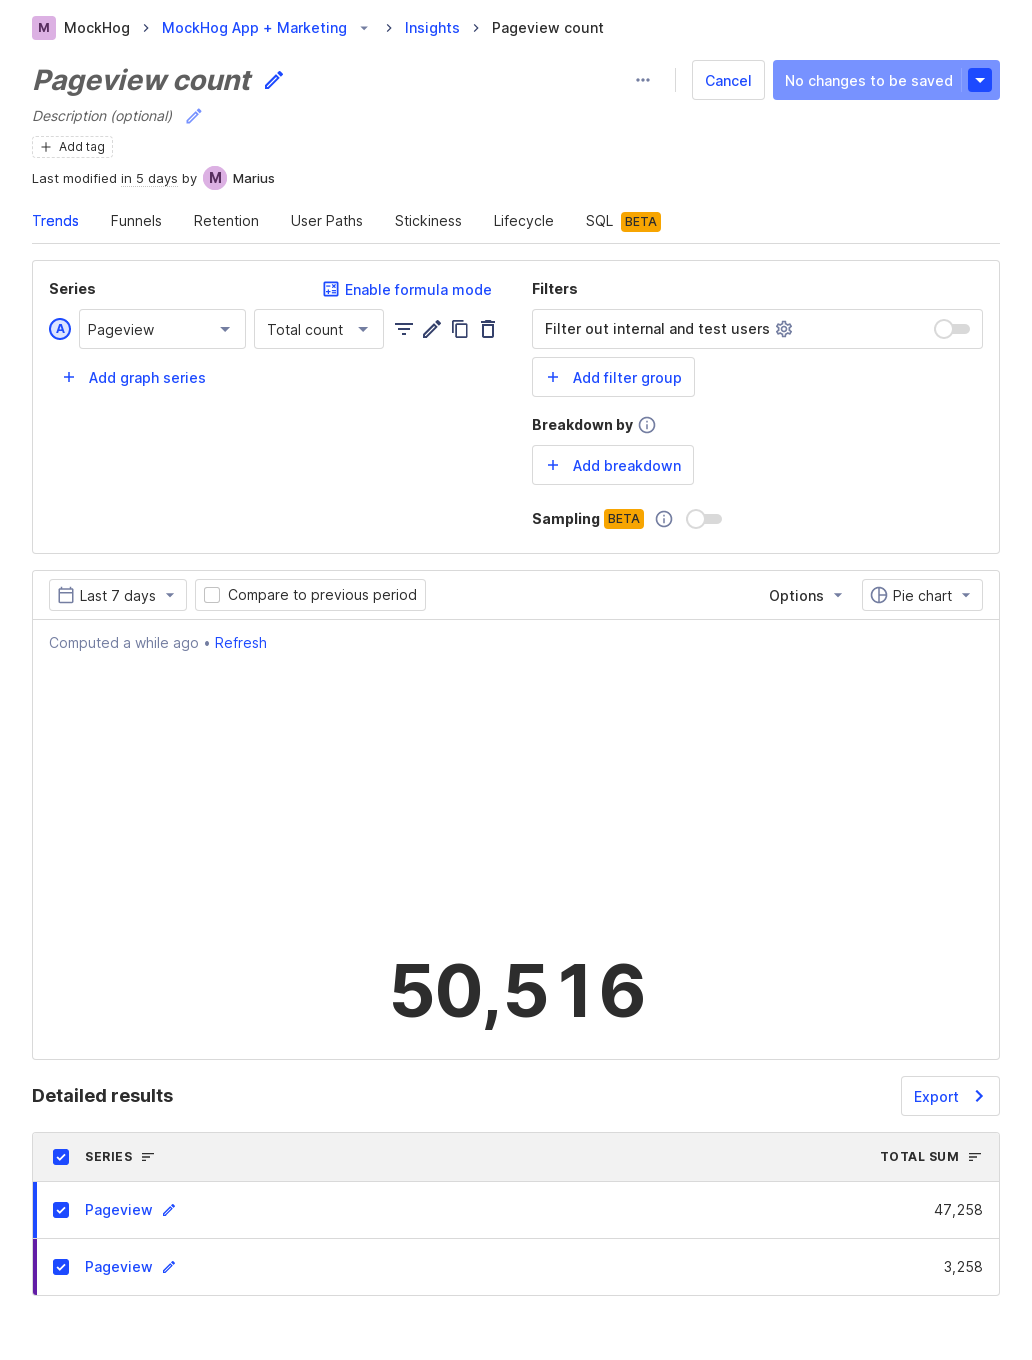 M MockHog > MockHog App + Marketing > Insights > Pageview count
Pageview count
Cancel
No changes to be saved
Description (optional)
+ Add tag
Last modified in 5 days by M Marius
Trends Funnels Retention User Paths Stickiness Lifecycle SQL BETA
Series
Enable formula mode
A Pageview Total count
+ Add graph series
Filters
Filter out internal and test users
+ Add filter group
Breakdown by
+ Add breakdown
Sampling BETA
Last 7 days Compare to previous period Options Pie chart
Computed a while ago • Refresh
50,516
Detailed results
Export
SERIES TOTAL SUM
Pageview 47,258
Pageview 3,258